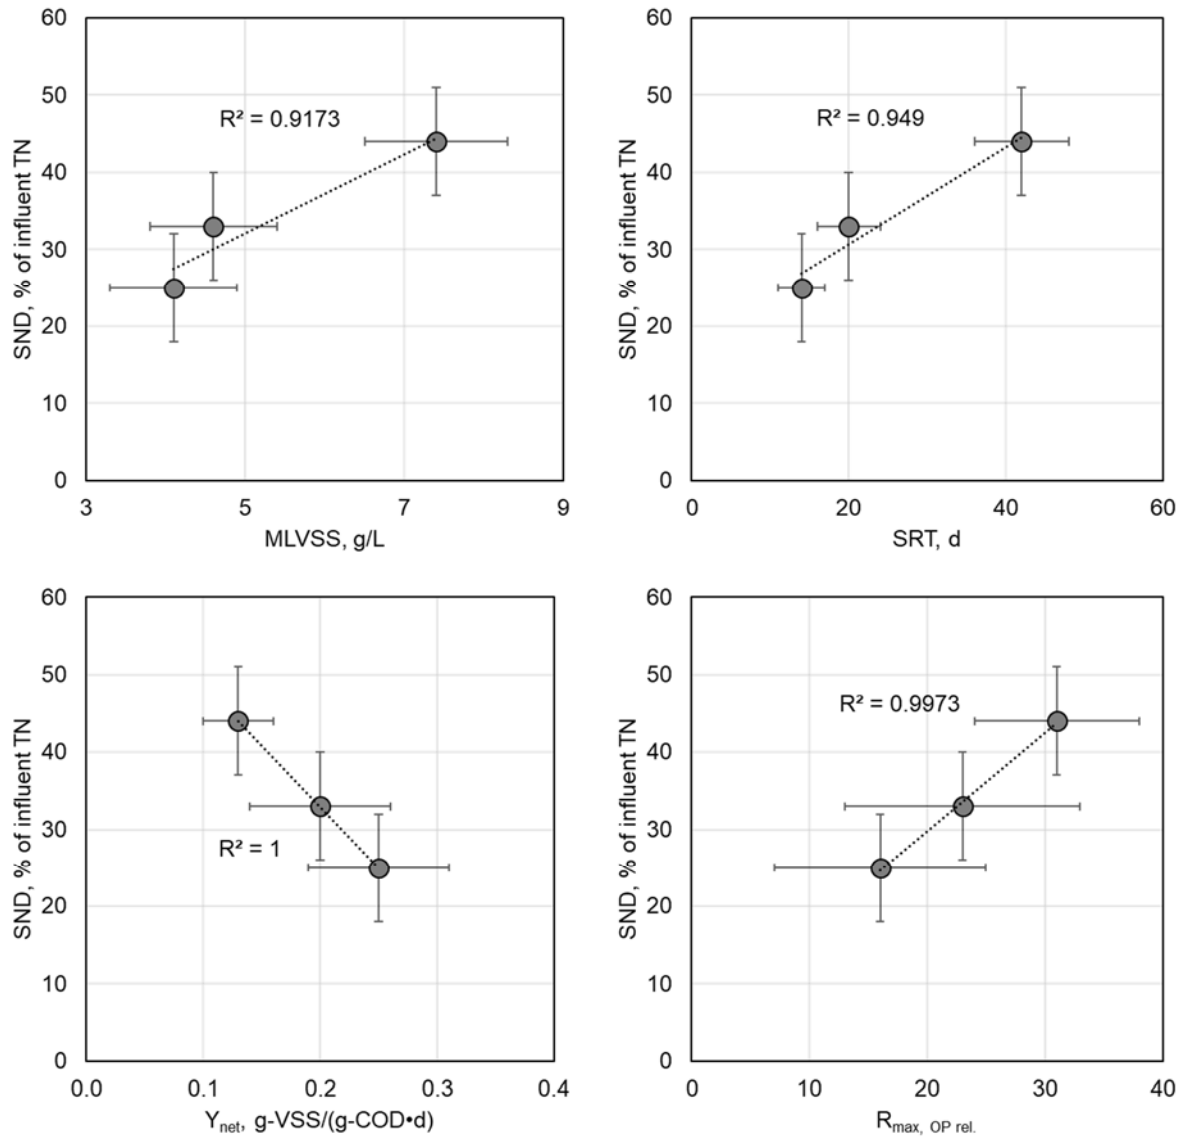 60
50
40
30
20
10
0
SND, % of influent TN
R² = 0.9173
3 5 7 9
MLVSS, g/L
60
50
40
30
20
10
0
SND, % of influent TN
R² = 0.949
0 20 40 60
SRT, d
60
50
40
30
20
10
0
SND, % of influent TN
R² = 1
0.0 0.1 0.2 0.3 0.4
Ynet, g-VSS/(g-COD•d)
60
50
40
30
20
10
0
SND, % of influent TN
R² = 0.9973
0 10 20 30 40
Rmax, OP rel.